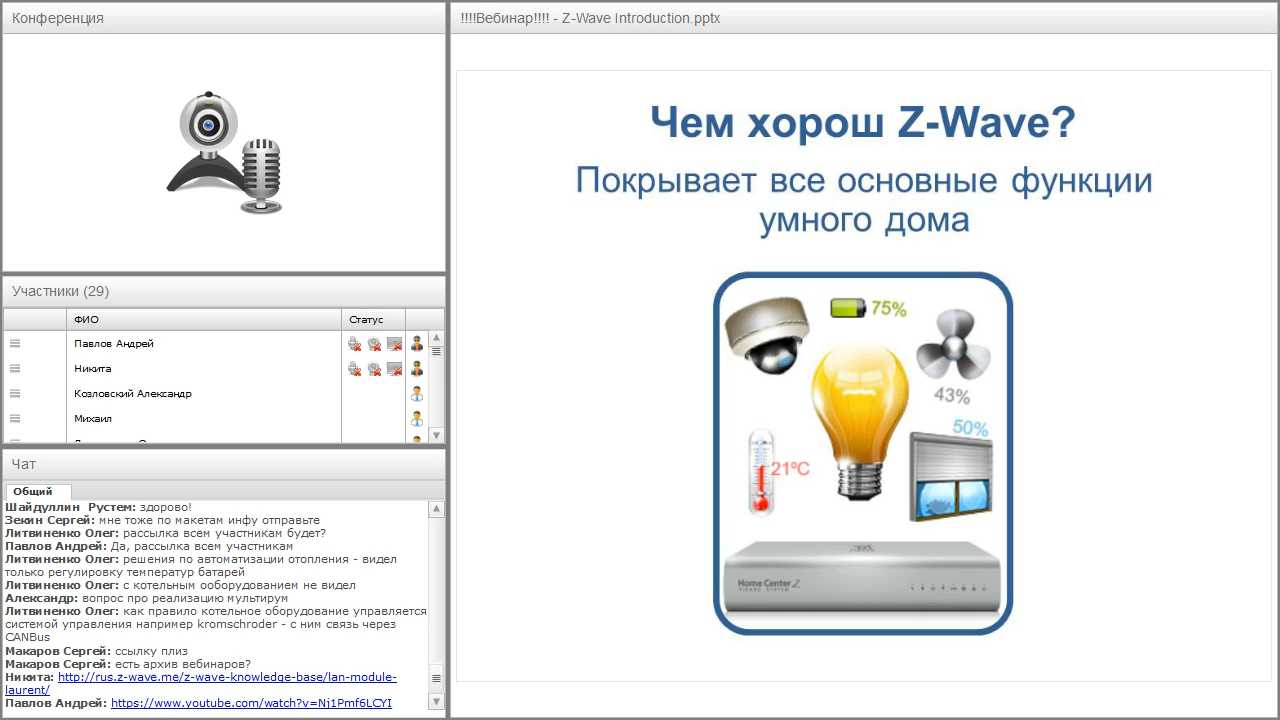 Конференция
Участники (29)
ФИО
Статус
Павлов Андрей
Никита
Козловский Александр
Михаил
Чат
Общий
Шайдуллин Рустем: здорово!
Зекин Сергей: мне тоже по макетам инфу отправьте
Литвиненко Олег: рассылка всем участникам будет?
Павлов Андрей: Да, рассылка всем участникам
Литвиненко Олег: решения по автоматизации отопления - видел
только регулировку температур батарей
Литвиненко Олег: с котельным ооборудованием не видел
Александр: вопрос про реализацию мультирум
Литвиненко Олег: как правило котельное оборудование управляется
системой управления например kromschroder - с ним связь через
CANBus
Макаров Сергей: ссылку плиз
Макаров Сергей: есть архив вебинаров?
Никита: http://rus.z-wave.me/z-wave-knowledge-base/lan-module-
laurent/
Павлов Андрей: https://www.youtube.com/watch?v=Nj1Pmf6LCYI
!!!!Вебинар!!!! - Z-Wave Introduction.pptx
Чем хорош Z-Wave?
Покрывает все основные функции
умного дома
75%
43%
50%
21ºC
Home Center 2
FIBARO SYSTEM